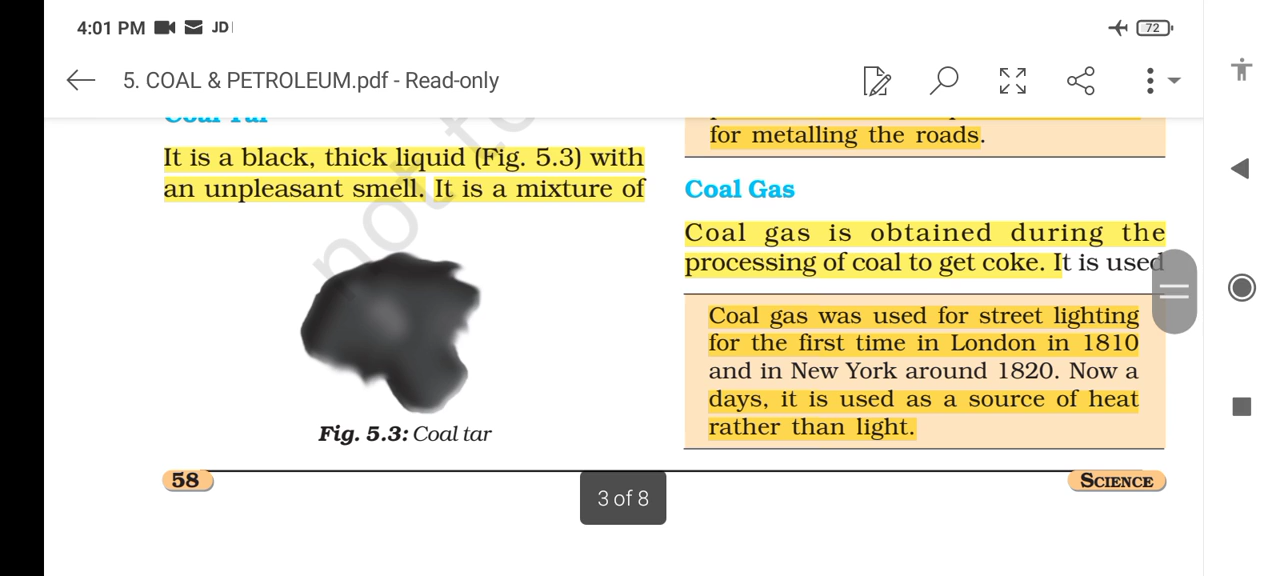 4:01 PM JD
72
5. COAL & PETROLEUM.pdf - Read-only
Coal Tar
It is a black, thick liquid (Fig. 5.3) with
an unpleasant smell. It is a mixture of
Fig. 5.3: Coal tar
for metalling the roads.
Coal Gas
Coal gas is obtained during the
processing of coal to get coke. It is used
Coal gas was used for street lighting
for the first time in London in 1810
and in New York around 1820. Now a
days, it is used as a source of heat
rather than light.
58
SCIENCE
3 of 8
not to